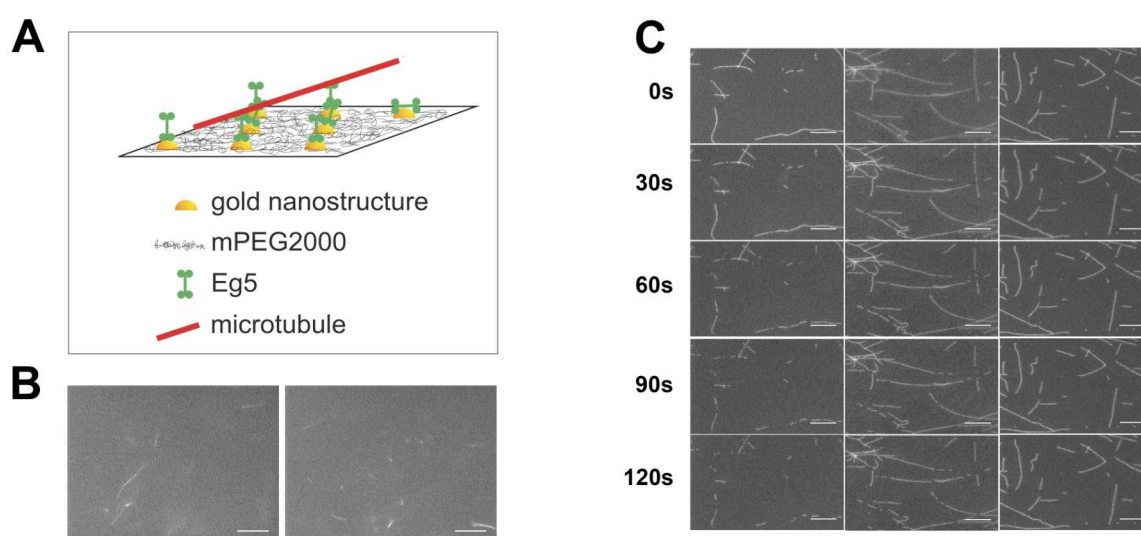 A
gold nanostructure
mPEG2000
Eg5
microtubule
B
C
0s
30s
60s
90s
120s